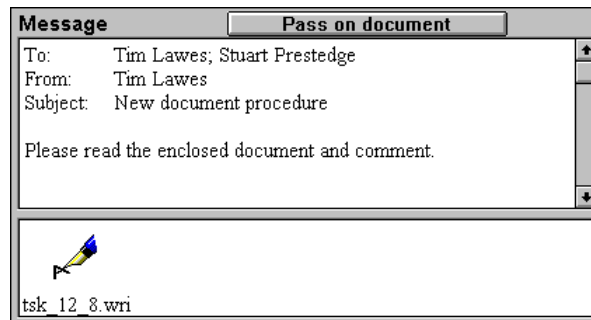 Message
Pass on document
To: Tim Lawes; Stuart Prestedge
From: Tim Lawes
Subject: New document procedure
Please read the enclosed document and comment.
tsk_12_8.wri